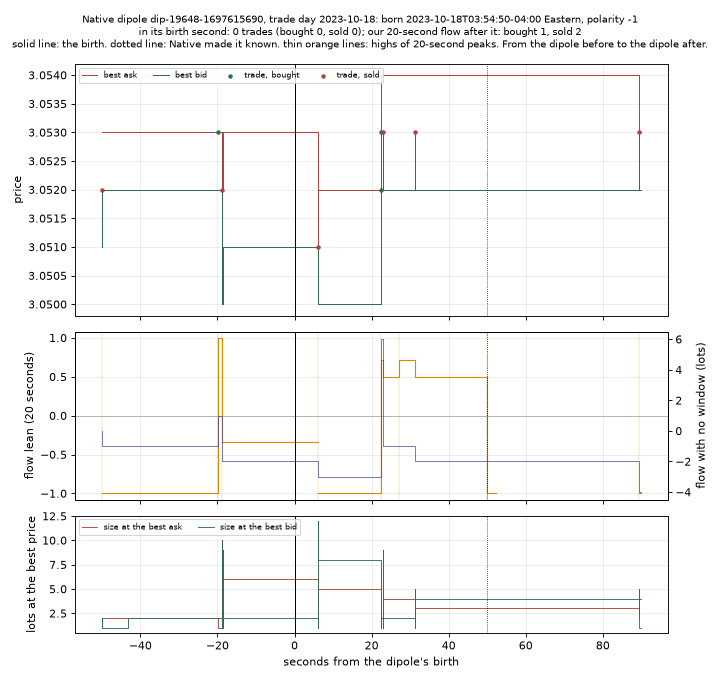 Native dipole dip-19648-1697615690, trade day 2023-10-18: born 2023-10-18T03:54:50-04:00 Eastern, polarity -1
in its birth second: 0 trades (bought 0, sold 0); our 20-second flow after it: bought 1, sold 2
solid line: the birth. dotted line: Native made it known. thin orange lines: highs of 20-second peaks. From the dipole before to the dipole after.
best ask best bid trade, bought trade, sold
3.0540
3.0535
3.0530
3.0525
3.0520
3.0515
3.0510
3.0505
3.0500
price
1.0
0.5
0.0
−0.5
−1.0
flow lean (20 seconds)
6
4
2
0
−2
−4
flow with no window (lots)
size at the best ask size at the best bid
12.5
10.0
7.5
5.0
2.5
lots at the best price
−40 −20 0 20 40 60 80
seconds from the dipole's birth